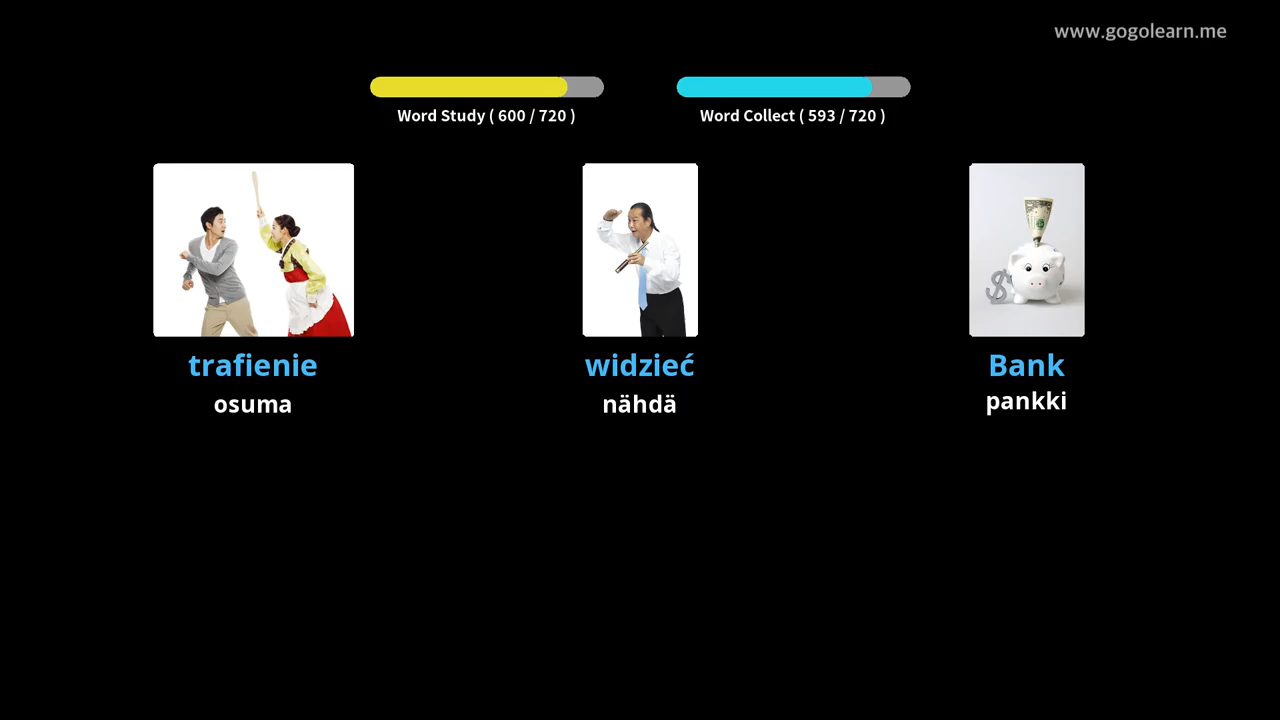 www.gogolearn.me
Word Study ( 600 / 720 )
Word Collect ( 593 / 720 )
trafienie
widzieć
Bank
osuma
nähdä
pankki